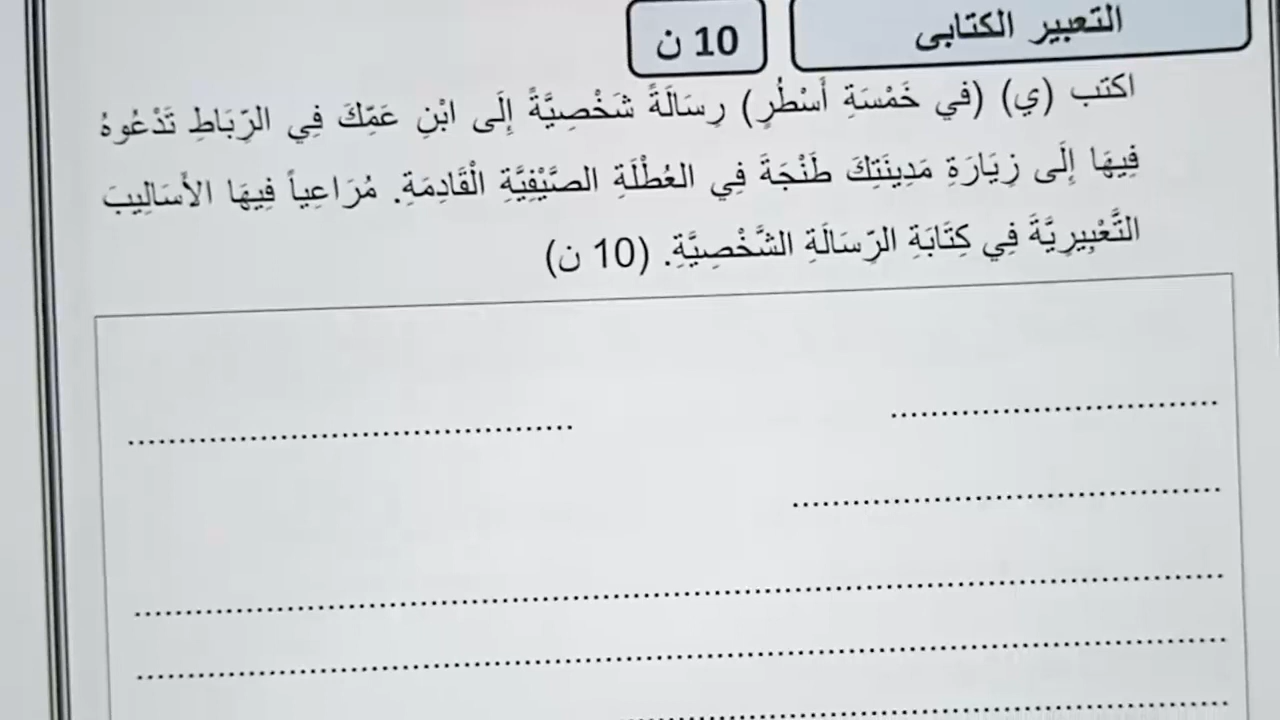 التعبير الكتابي
10 ن
اكتب (ي) (في خَمْسَةِ أَسْطُرٍ) رِسَالَةً شَخْصِيَّةً إِلَى ابْنِ عَمِّكَ فِي الرِّبَاطِ تَدْعُوهُ
فِيهَا إِلَى زِيَارَةِ مَدِينَتِكَ طَنْجَةَ فِي العُطْلَةِ الصَّيْفِيَّةِ الْقَادِمَةِ. مُرَاعِياً فِيهَا الأَسَالِيبَ
التَّعْبِيرِيَّةَ فِي كِتَابَةِ الرِّسَالَةِ الشَّخْصِيَّةِ. (10 ن)